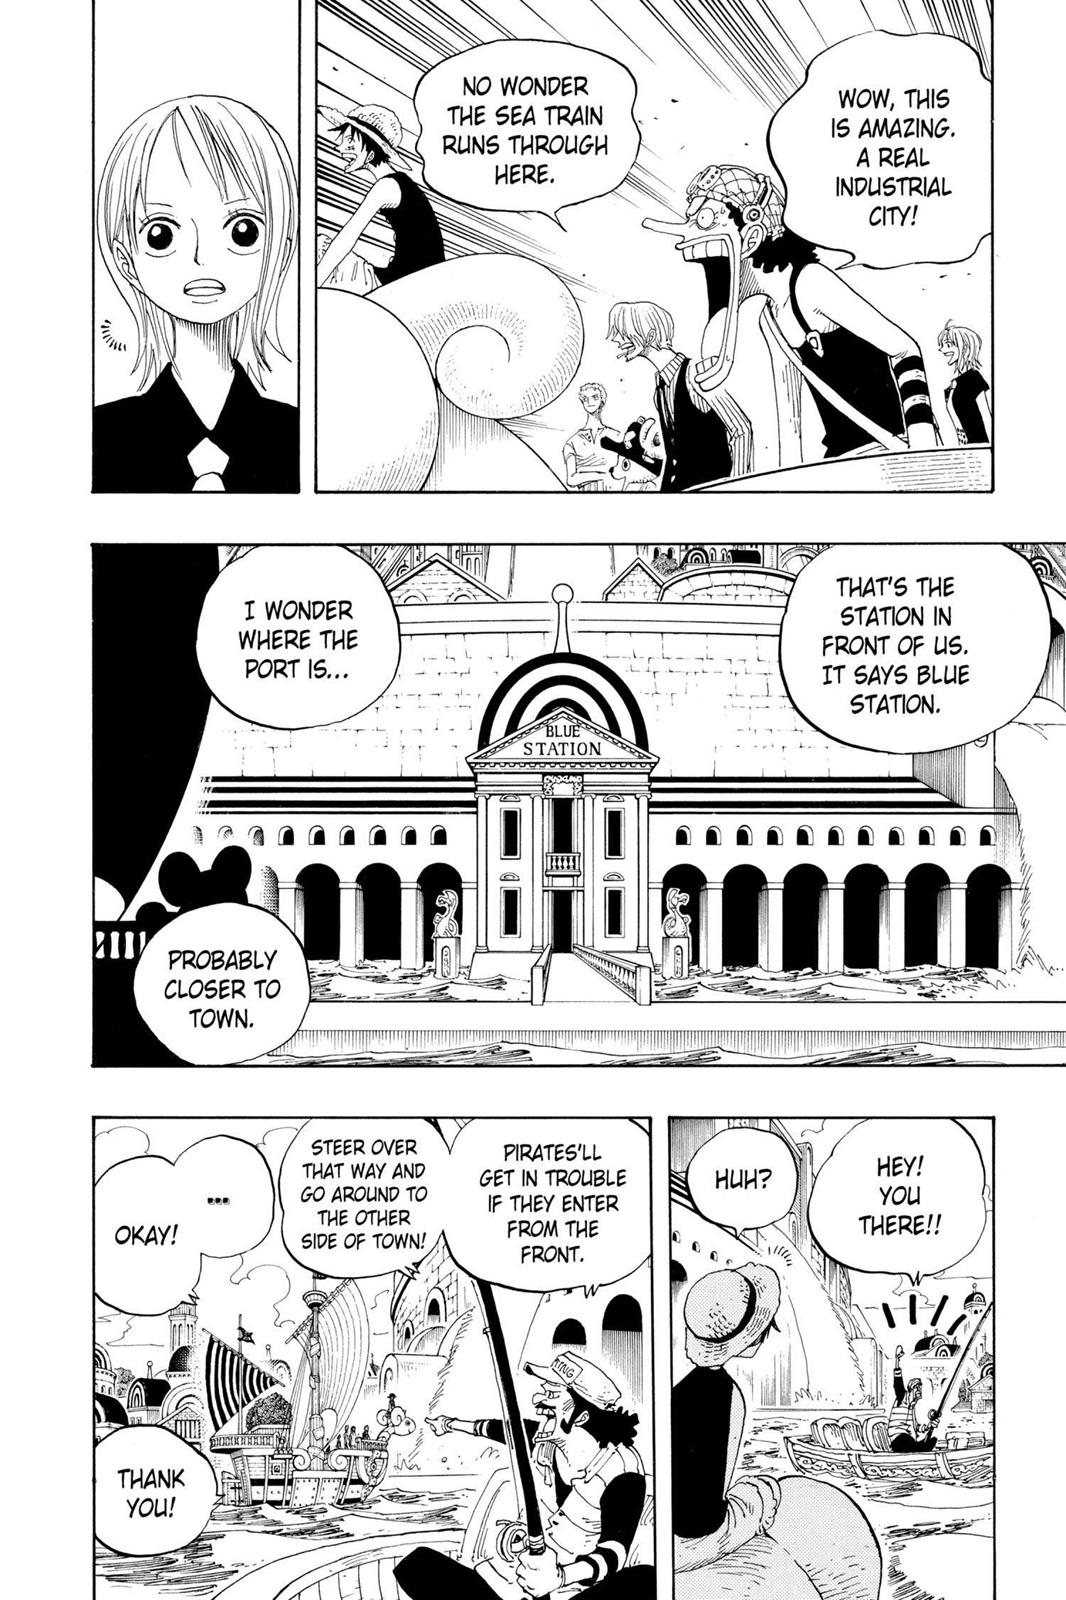 WOW, THIS
IS AMAZING.
A REAL
INDUSTRIAL
CITY!
NO WONDER
THE SEA TRAIN
RUNS THROUGH
HERE.
THAT'S THE
STATION IN
FRONT OF US.
IT SAYS BLUE
STATION.
BLUE
STATION
I WONDER
WHERE THE
PORT IS...
PROBABLY
CLOSER TO
TOWN.
HEY!
YOU
THERE!!
HUH?
PIRATES'LL
GET IN TROUBLE
IF THEY ENTER
FROM THE
FRONT.
STEER OVER
THAT WAY AND
GO AROUND TO
THE OTHER
SIDE OF TOWN!
...
OKAY!
THANK
YOU!